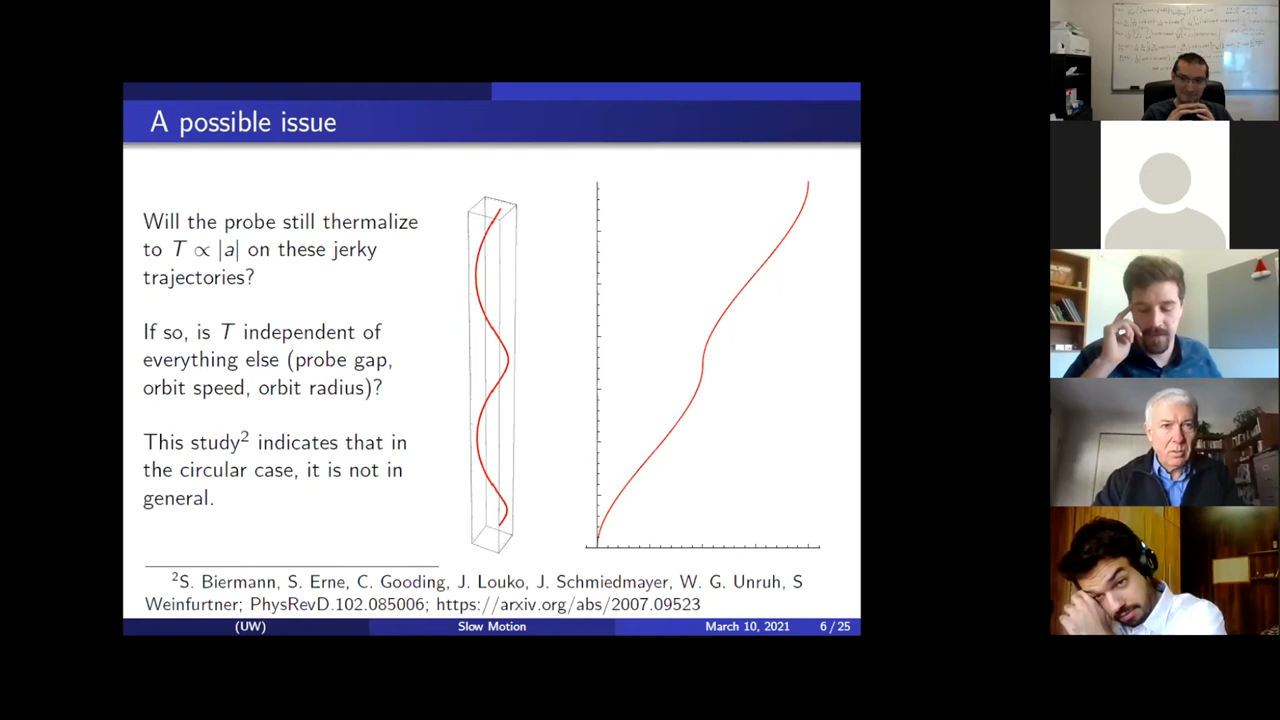 A possible issue
Will the probe still thermalize
to T ∝ |a| on these jerky
trajectories?
If so, is T independent of
everything else (probe gap,
orbit speed, orbit radius)?
This study² indicates that in
the circular case, it is not in
general.
²S. Biermann, S. Erne, C. Gooding, J. Louko, J. Schmiedmayer, W. G. Unruh, S
Weinfurtner; PhysRevD.102.085006; https://arxiv.org/abs/2007.09523
(UW) Slow Motion March 10, 2021 6 / 25